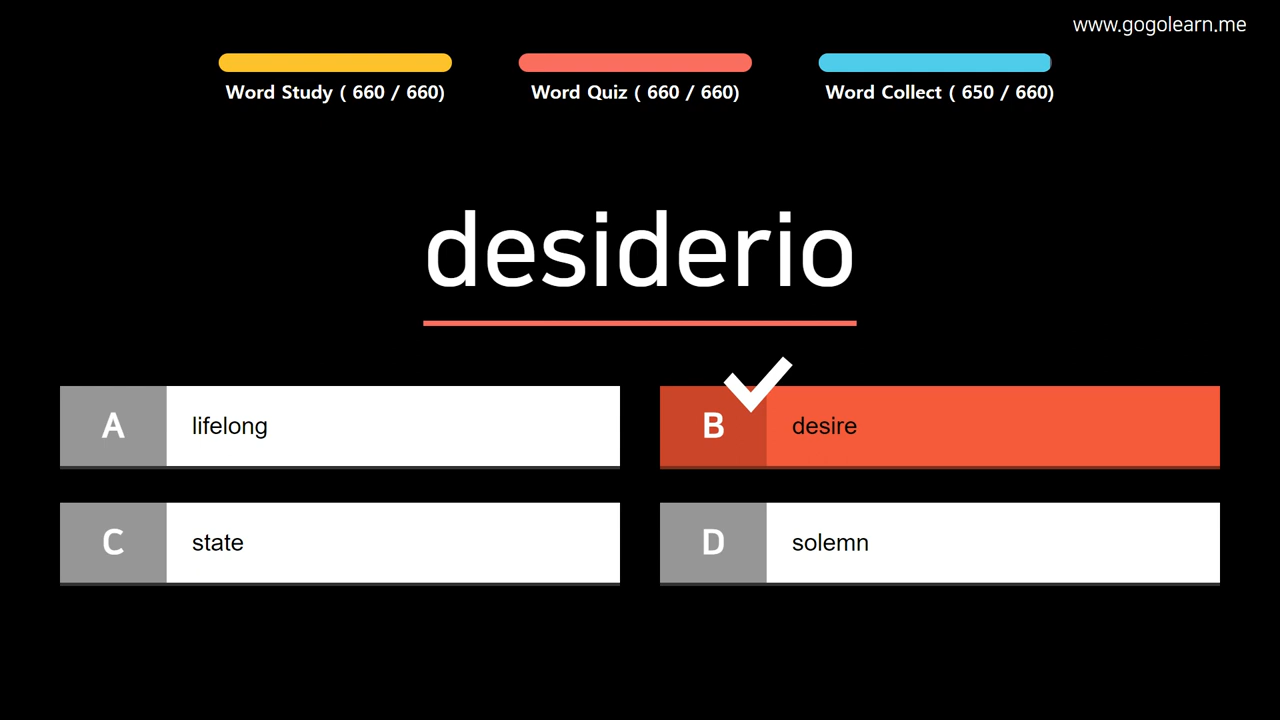 www.gogolearn.me
Word Study ( 660 / 660)
Word Quiz ( 660 / 660)
Word Collect ( 650 / 660)
desiderio
A lifelong
B desire
C state
D solemn